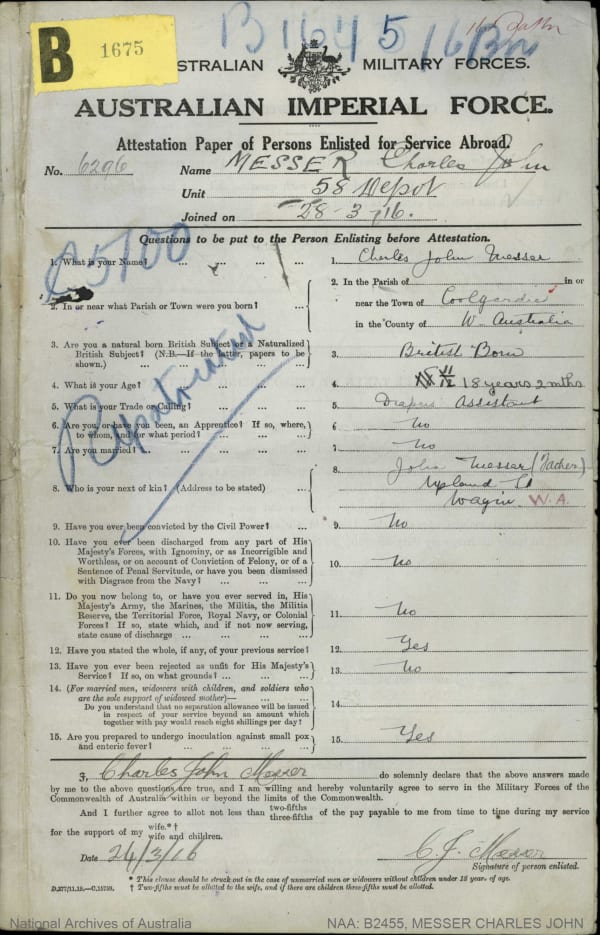 B1645 16Bn
B 1675
AUSTRALIAN MILITARY FORCES.
AUSTRALIAN IMPERIAL FORCE.
Attestation Paper of Persons Enlisted for Service Abroad.
No. 6296 Name MESSER Charles John
Unit 58 Depot
Joined on 28-3-16.
Questions to be put to the Person Enlisting before Attestation.
1. What is your Name? ... ... ... ... 1. Charles John Messer
2. In or near what Parish or Town were you born? ... 2. In the Parish of in or
near the Town of Coolgardie
in the County of W. Australia
3. Are you a natural born British Subject or a Naturalized
British Subject? (N.B.—If the latter, papers to be
shown.) ... ... ... ... 3. British Born
4. What is your Age? ... ... ... ... 4. 18 years 2 mths
5. What is your Trade or Calling? ... ... ... 5. Drapers Assistant
6. Are you, or have you been, an Apprentice? If so, where,
to whom, and for what period? ... ... ... 6. No
7. Are you married? ... ... ... ... 7. No
8. Who is your next of kin? (Address to be stated) ... 8. John Messer (Father)
Upland
Wagin W.A.
9. Have you ever been convicted by the Civil Power? ... 9. No
10. Have you ever been discharged from any part of His
Majesty's Forces, with Ignominy, or as Incorrigible and
Worthless, or on account of Conviction of Felony, or of a
Sentence of Penal Servitude, or have you been dismissed
with Disgrace from the Navy? ... ... ... 10. No
11. Do you now belong to, or have you ever served in, His
Majesty's Army, the Marines, the Militia, the Militia
Reserve, the Territorial Force, Royal Navy, or Colonial
Forces? If so, state which, and if not now serving,
state cause of discharge ... ... ... ... 11. No
12. Have you stated the whole, if any, of your previous service? 12. Yes
13. Have you ever been rejected as unfit for His Majesty's
Service? If so, on what grounds? ... ... ... 13. No
14. (For married men, widowers with children, and soldiers who
are the sole support of widowed mother)—
Do you understand that no separation allowance will be issued
in respect of your service beyond an amount which
together with pay would reach eight shillings per day? 14.
15. Are you prepared to undergo inoculation against small pox
and enteric fever? ... ... ... ... 15. Yes
I, Charles John Messer do solemnly declare that the above answers made
by me to the above questions are true, and I am willing and hereby voluntarily agree to serve in the Military Forces of the
Commonwealth of Australia within or beyond the limits of the Commonwealth.
And I further agree to allot not less than two-fifths three-fifths of the pay payable to me from time to time during my service
for the support of my wife.* † wife and children.
Date 24/3/16 C. J. Messer
Signature of person enlisted.
* This clause should be struck out in the case of unmarried men or widowers without children under 18 years of age.
D.277/11.15.—C.15759. † Two-fifths must be allotted to the wife, and if there are children three-fifths must be allotted.
National Archives of Australia NAA: B2455, MESSER CHARLES JOHN